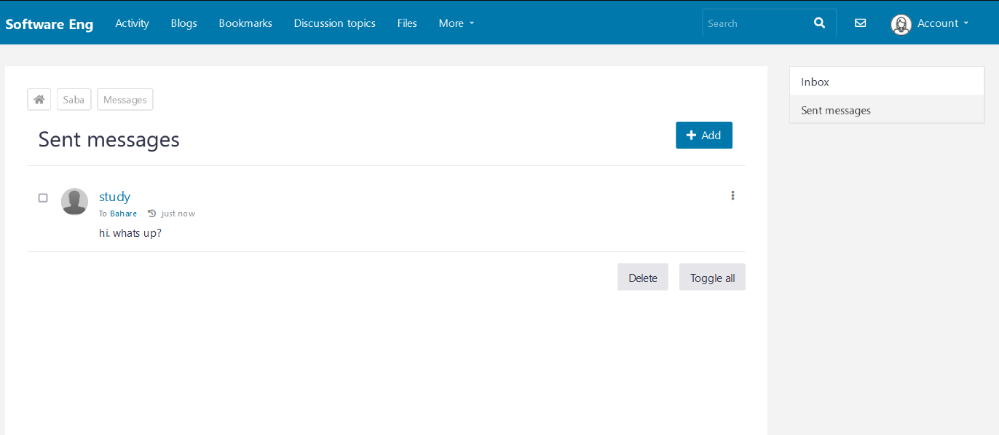 Software Eng Activity Blogs Bookmarks Discussion topics Files More Search Account
Saba Messages
Sent messages
Add
study
To Bahare just now
hi. whats up?
Delete Toggle all
Inbox
Sent messages